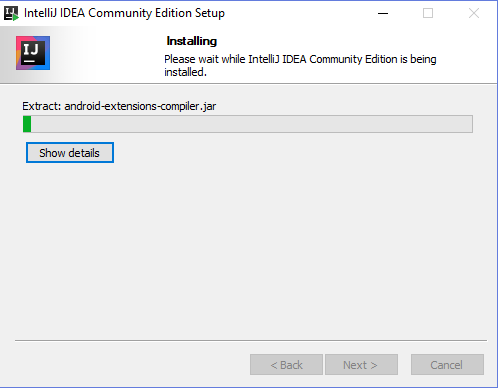 IntelliJ IDEA Community Edition Setup
IJ
Installing
Please wait while IntelliJ IDEA Community Edition is being
installed.
Extract: android-extensions-compiler.jar
Show details
< Back
Next >
Cancel